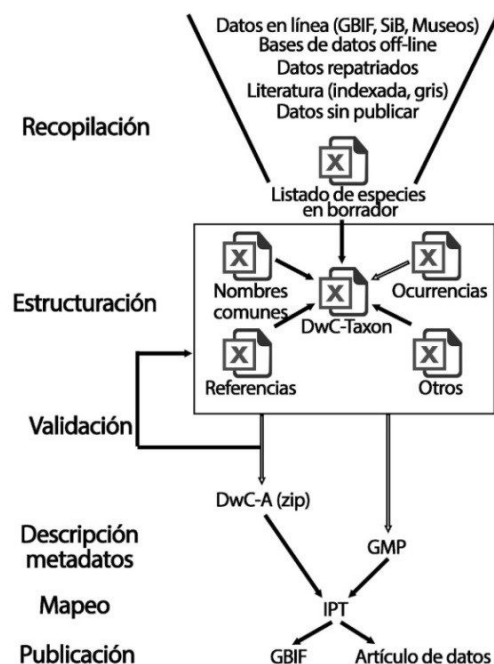 Datos en línea (GBIF, SiB, Museos)
Bases de datos off-line
Datos repatriados
Literatura (indexada, gris)
Datos sin publicar
Recopilación
X
Listado de especies
en borrador
X
X
X
Nombres
comunes
Ocurrencias
DwC-Taxon
Estructuración
X
X
Referencias
Otros
Validación
DwC-A (zip)
Descripción
metadatos
GMP
Mapeo
IPT
Publicación
GBIF
Artículo de datos